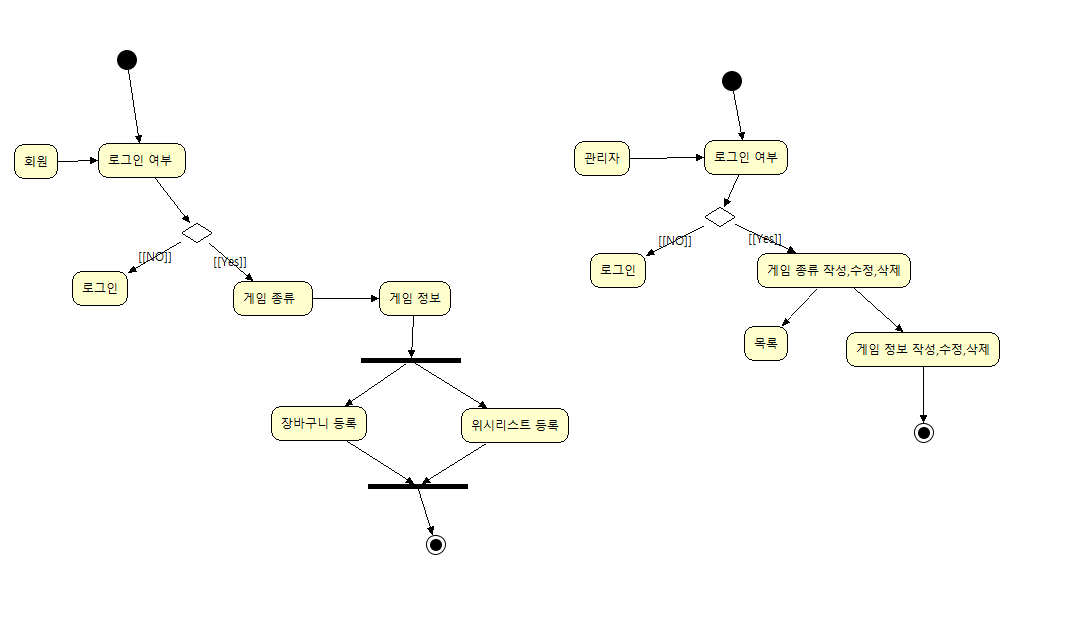 회원
로그인 여부
[[NO]]
[[Yes]]
로그인
게임 종류
게임 정보
장바구니 등록
위시리스트 등록
관리자
로그인 여부
[[NO]]
[[Yes]]
로그인
게임 종류 작성,수정,삭제
목록
게임 정보 작성,수정,삭제